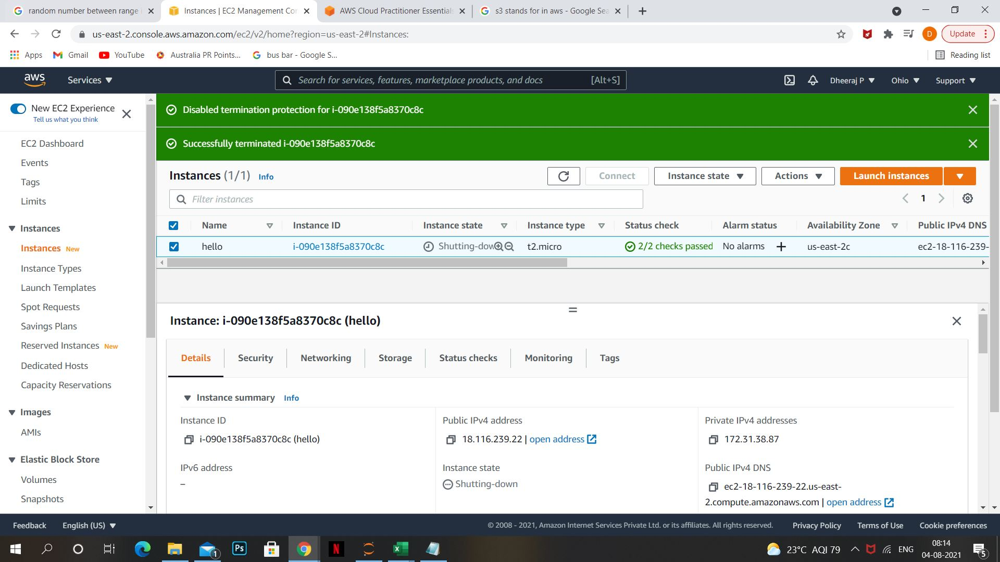 random number between range i
Instances | EC2 Management Con
AWS Cloud Practitioner Essentials
s3 stands for in aws - Google Sea
us-east-2.console.aws.amazon.com/ec2/v2/home?region=us-east-2#Instances:
D
Update
Apps
Gmail
YouTube
Australia PR Points...
bus bar - Google S...
Reading list
aws
Services
Search for services, features, marketplace products, and docs
[Alt+S]
Dheeraj P
Ohio
Support
New EC2 Experience
Tell us what you think
EC2 Dashboard
Events
Tags
Limits
Instances
Instances New
Instance Types
Launch Templates
Spot Requests
Savings Plans
Reserved Instances New
Dedicated Hosts
Capacity Reservations
Images
AMIs
Elastic Block Store
Volumes
Snapshots
Disabled termination protection for i-090e138f5a8370c8c
Successfully terminated i-090e138f5a8370c8c
Instances (1/1) Info
Connect
Instance state
Actions
Launch instances
Filter instances
1
Name Instance ID Instance state Instance type Status check Alarm status Availability Zone Public IPv4 DNS
hello i-090e138f5a8370c8c Shutting-dow t2.micro 2/2 checks passed No alarms + us-east-2c ec2-18-116-239-
Instance: i-090e138f5a8370c8c (hello)
Details Security Networking Storage Status checks Monitoring Tags
Instance summary Info
Instance ID
i-090e138f5a8370c8c (hello)
Public IPv4 address
18.116.239.22 | open address
Private IPv4 addresses
172.31.38.87
IPv6 address
–
Instance state
Shutting-down
Public IPv4 DNS
ec2-18-116-239-22.us-east-
2.compute.amazonaws.com | open address
Feedback
English (US)
© 2008 - 2021, Amazon Internet Services Private Ltd. or its affiliates. All rights reserved.
Privacy Policy
Terms of Use
Cookie preferences
1
Ps
N
23°C AQI 79
ENG
08:14
04-08-2021
5